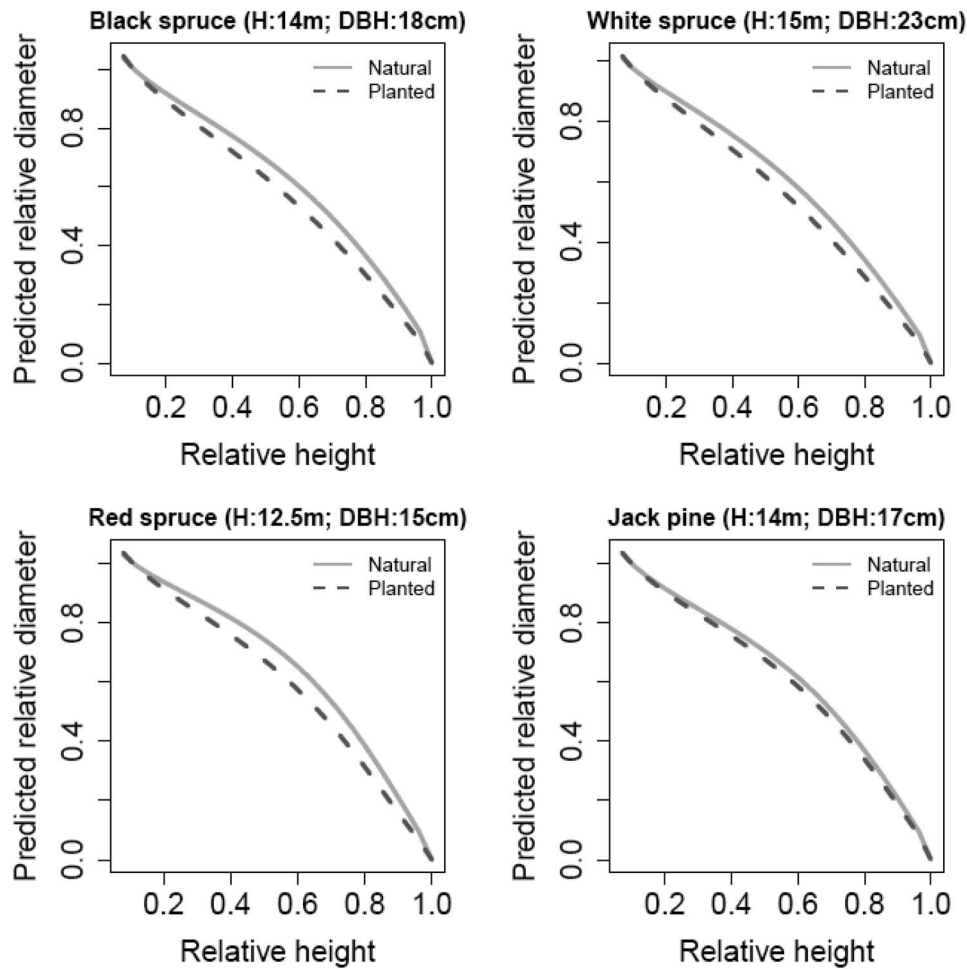 Black spruce (H:14m; DBH:18cm)
Predicted relative diameter
0.8
0.4
0.0
Natural
Planted
0.2 0.4 0.6 0.8 1.0
Relative height
White spruce (H:15m; DBH:23cm)
Predicted relative diameter
0.8
0.4
0.0
Natural
Planted
0.2 0.4 0.6 0.8 1.0
Relative height
Red spruce (H:12.5m; DBH:15cm)
Predicted relative diameter
0.8
0.4
0.0
Natural
Planted
0.2 0.4 0.6 0.8 1.0
Relative height
Jack pine (H:14m; DBH:17cm)
Predicted relative diameter
0.8
0.4
0.0
Natural
Planted
0.2 0.4 0.6 0.8 1.0
Relative height